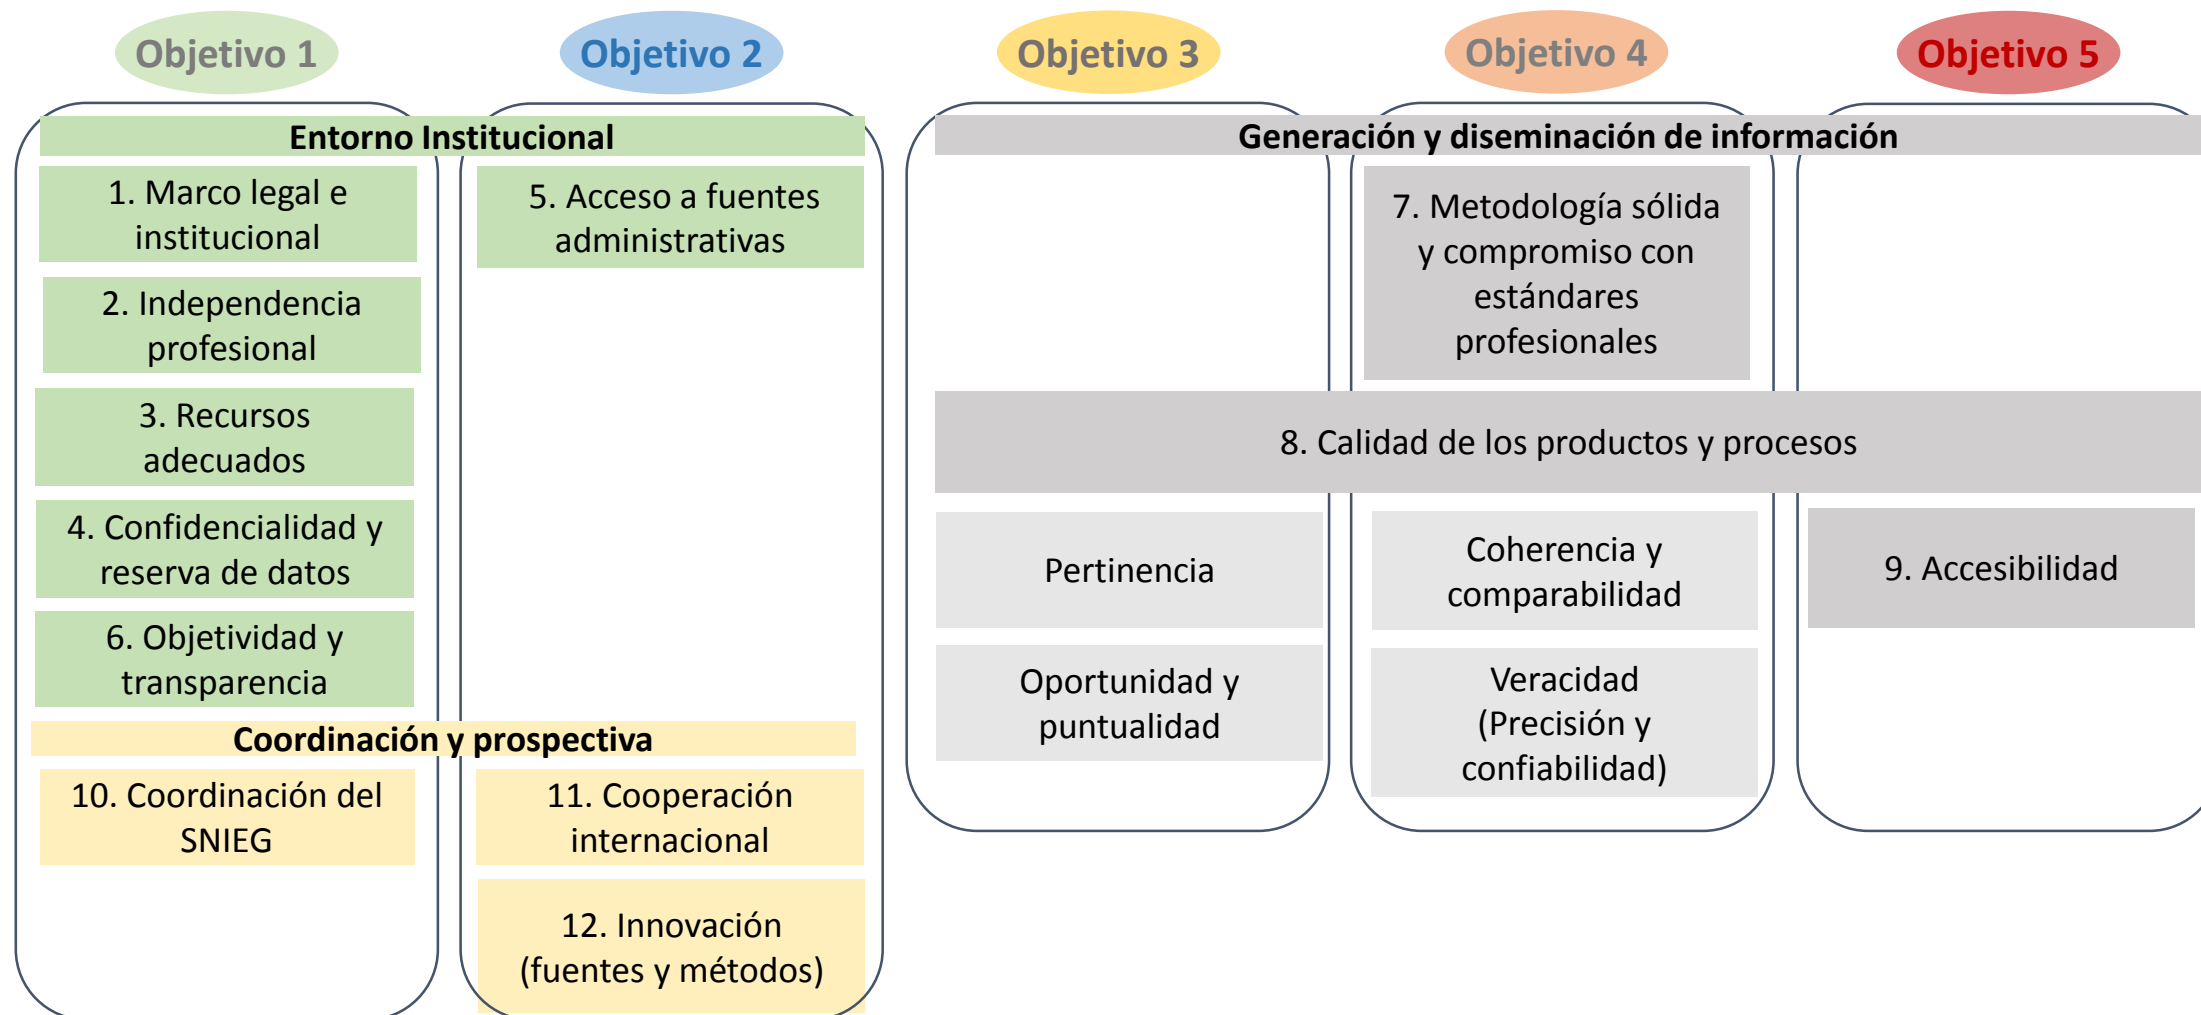 Objetivo 1
Objetivo 2
Objetivo 3
Objetivo 4
Objetivo 5
Entorno Institucional
1. Marco legal e
institucional
2. Independencia
profesional
3. Recursos
adecuados
4. Confidencialidad y
reserva de datos
6. Objetividad y
transparencia
5. Acceso a fuentes
administrativas
Coordinación y prospectiva
10. Coordinación del
SNIEG
11. Cooperación
internacional
12. Innovación
(fuentes y métodos)
Generación y diseminación de información
7. Metodología sólida
y compromiso con
estándares
profesionales
8. Calidad de los productos y procesos
Pertinencia
Oportunidad y
puntualidad
Coherencia y
comparabilidad
Veracidad
(Precisión y
confiabilidad)
9. Accesibilidad